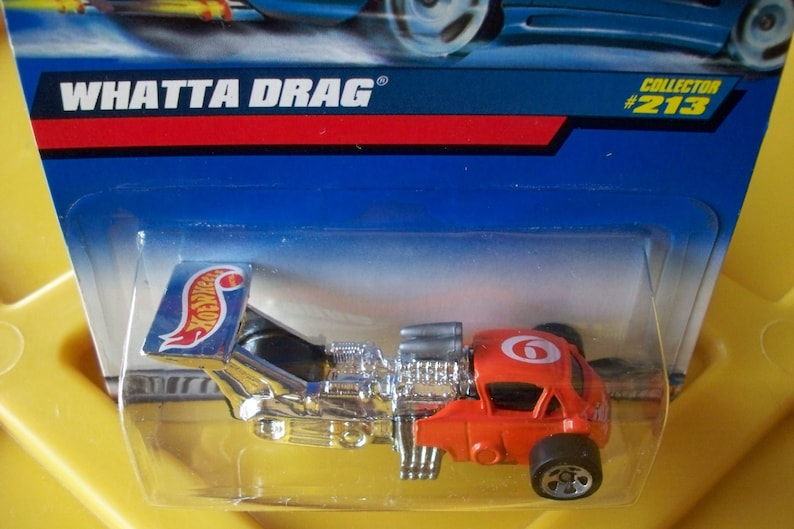 WHATTA DRAG®
COLLECTOR
#213
Hot Wheels
6